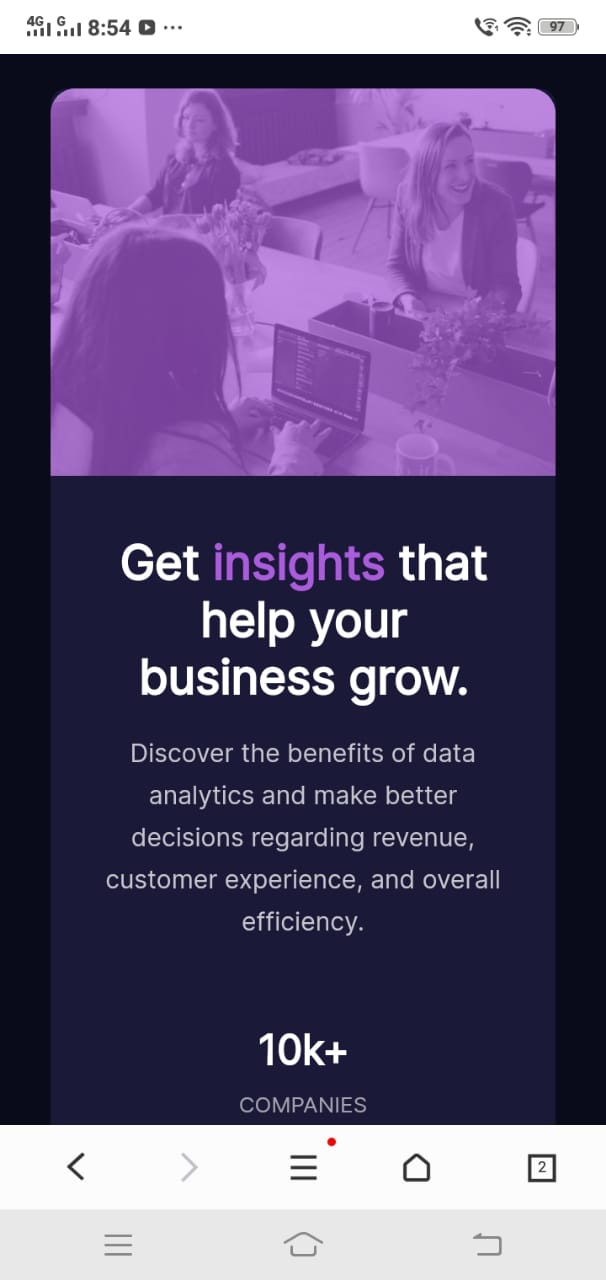 4G G 8:54 97
Get insights that
help your
business grow.
Discover the benefits of data
analytics and make better
decisions regarding revenue,
customer experience, and overall
efficiency.
10k+
COMPANIES
2